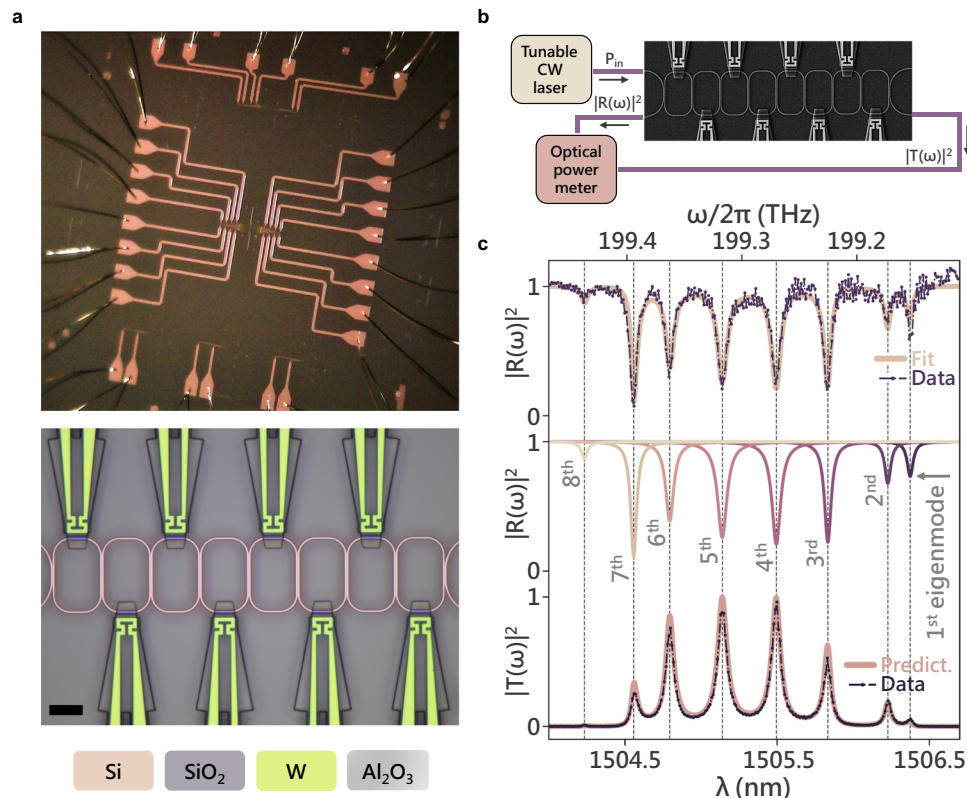 a
b
Tunable
CW
laser
P_in
|R(ω)|²
Optical
power
meter
|T(ω)|²
ω/2π (THz)
c
199.4 199.3 199.2
1
|R(ω)|²
0
Fit
Data
1
|R(ω)|²
0
8th
7th
6th
5th
4th
3rd
2nd
1st eigenmode
1
|T(ω)|²
0
Predict.
Data
1504.5 1505.5 1506.5
λ (nm)
Si
SiO₂
W
Al₂O₃